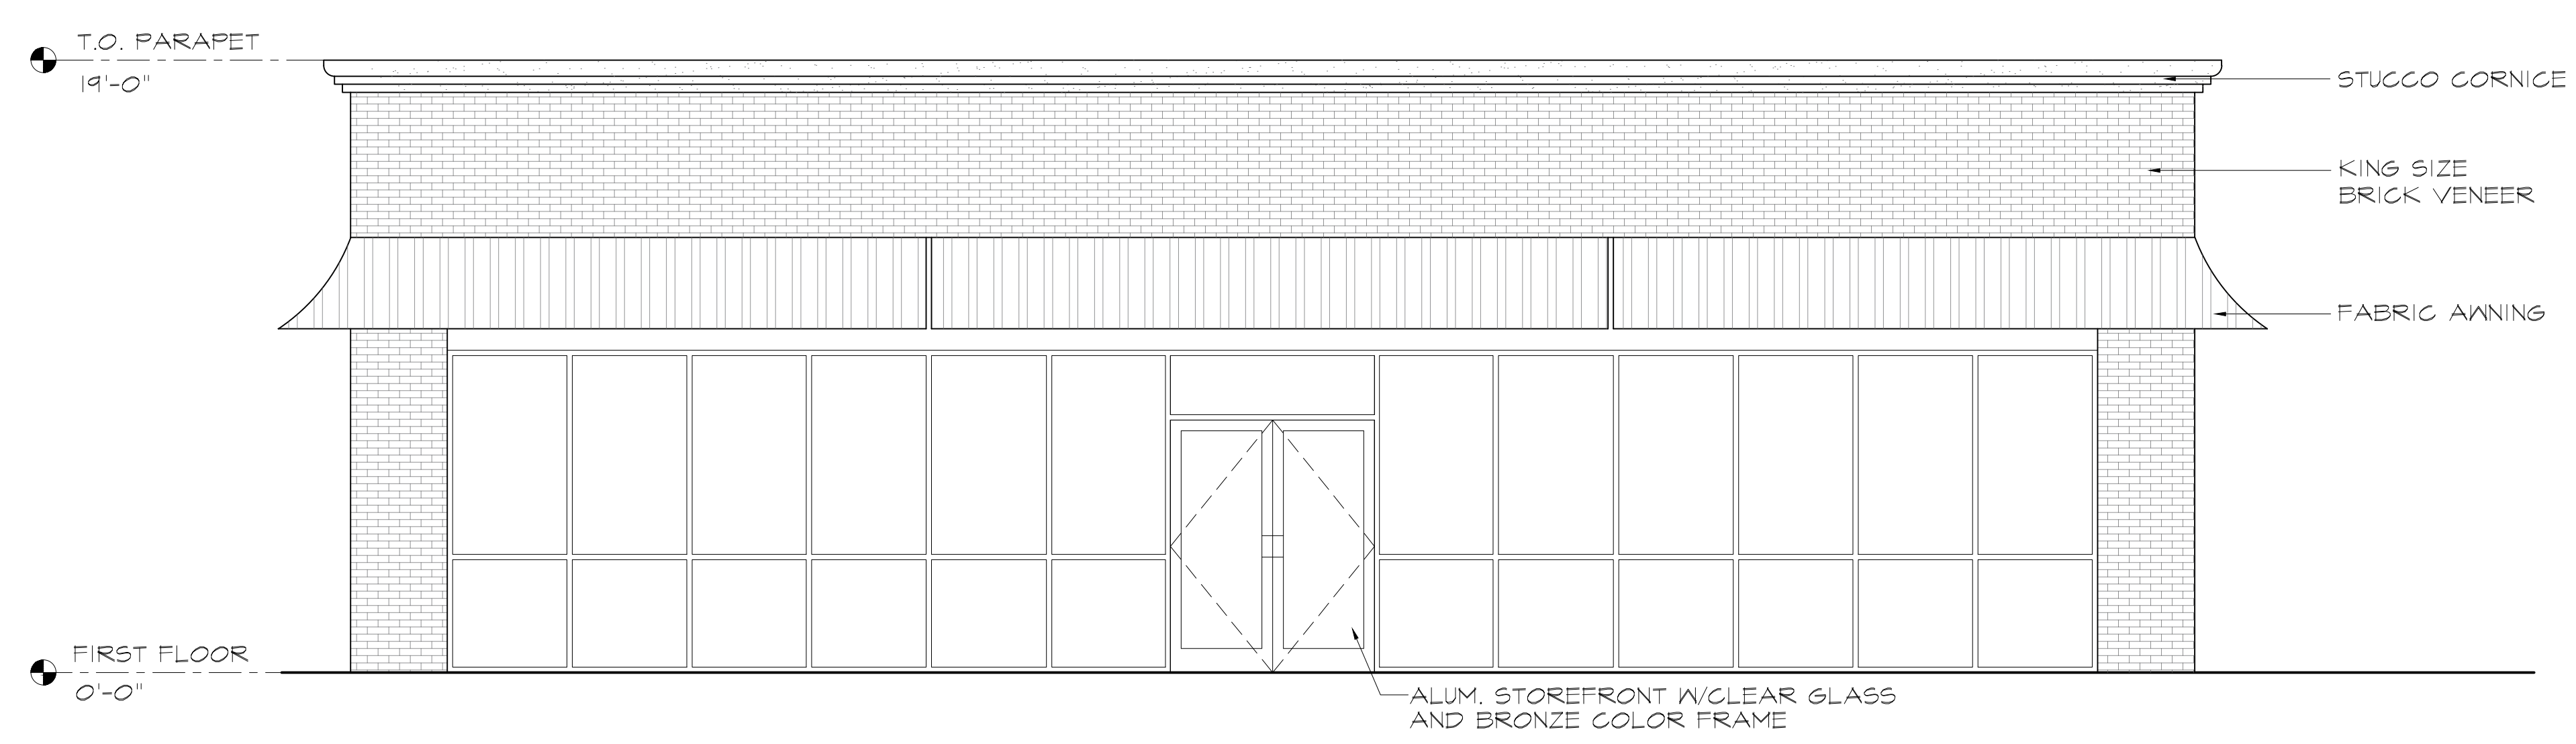 T.O. PARAPET
19'-0"
STUCCO CORNICE
KING SIZE
BRICK VENEER
FABRIC AWNING
FIRST FLOOR
0'-0"
ALUM. STOREFRONT W/CLEAR GLASS
AND BRONZE COLOR FRAME